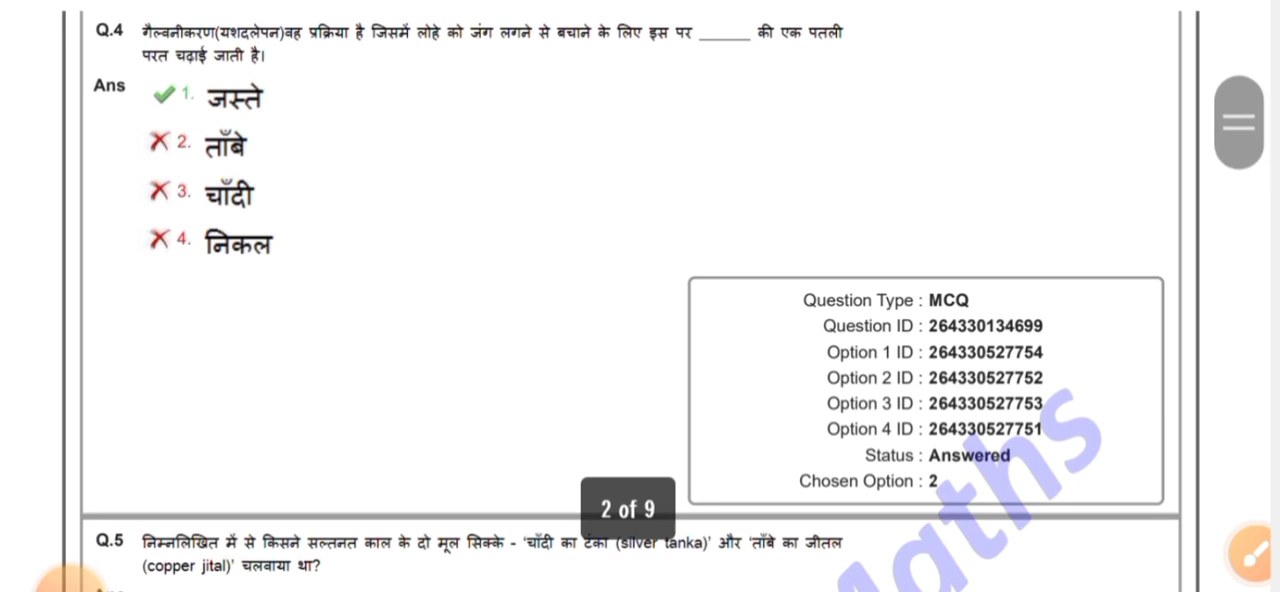 Q.4 गैल्वनीकरण(यशदलेपन)वह प्रक्रिया है जिसमें लोहे को जंग लगने से बचाने के लिए इस पर ______ की एक पतली
परत चढ़ाई जाती है।
Ans
1. जस्ते
2. ताँबे
3. चाँदी
4. निकल
Question Type : MCQ
Question ID : 264330134699
Option 1 ID : 264330527754
Option 2 ID : 264330527752
Option 3 ID : 264330527753
Option 4 ID : 264330527751
Status : Answered
Chosen Option : 2
2 of 9
Q.5 निम्नलिखित में से किसने सल्तनत काल के दो मूल सिक्के - 'चाँदी का टंका (silver tanka)' और 'ताँबे का जीतल
(copper jital)' चलवाया था?
Maths